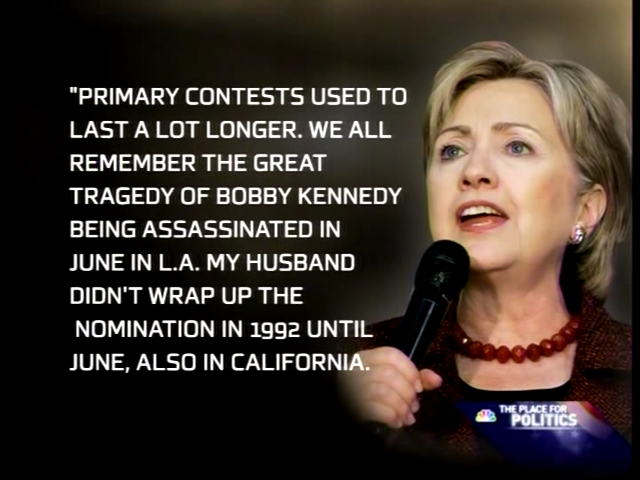 "PRIMARY CONTESTS USED TO
LAST A LOT LONGER. WE ALL
REMEMBER THE GREAT
TRAGEDY OF BOBBY KENNEDY
BEING ASSASSINATED IN
JUNE IN L.A. MY HUSBAND
DIDN'T WRAP UP THE
NOMINATION IN 1992 UNTIL
JUNE, ALSO IN CALIFORNIA.
THE PLACE FOR
POLITICS